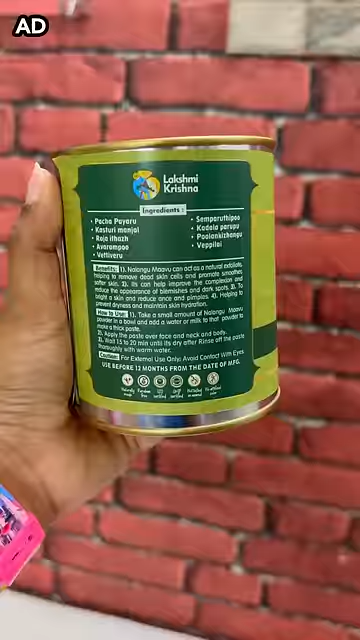 AD
Lakshmi
Krishna
Ingredients :
• Pacha Payaru
• Kasturi manjal
• Roja ithazh
• Avarampoo
• Vettiveru
• Semparuthipoo
• Kadala parupu
• Poolankizhangu
• Veppilai
Benefits: 1). Nalangu Maavu can act as a natural exfoliate,
helping to remove dead skin cells and promote smoothes
softer skin. 2). Its can help improve the complexion and
reduce the appearance of blemishes and dark spots. 3). To
bright a skin and reduce ance and pimples. 4). Helping to
prevent dryness and maintain skin hydration.
How to Use: 1). Take a small amount of Nalangu Maavu
powder in a bowl and add a water or milk to that powder to
make a thick paste.
2). Apply the paste over face and neck and body.
3). Wait 15 to 20 min until its dry after Rinse off the paste
thoroughly with warm water.
Caution: For External Use Only: Avoid Contact With Eyes
USE BEFORE 12 MONTHS FROM THE DATE OF MFG.